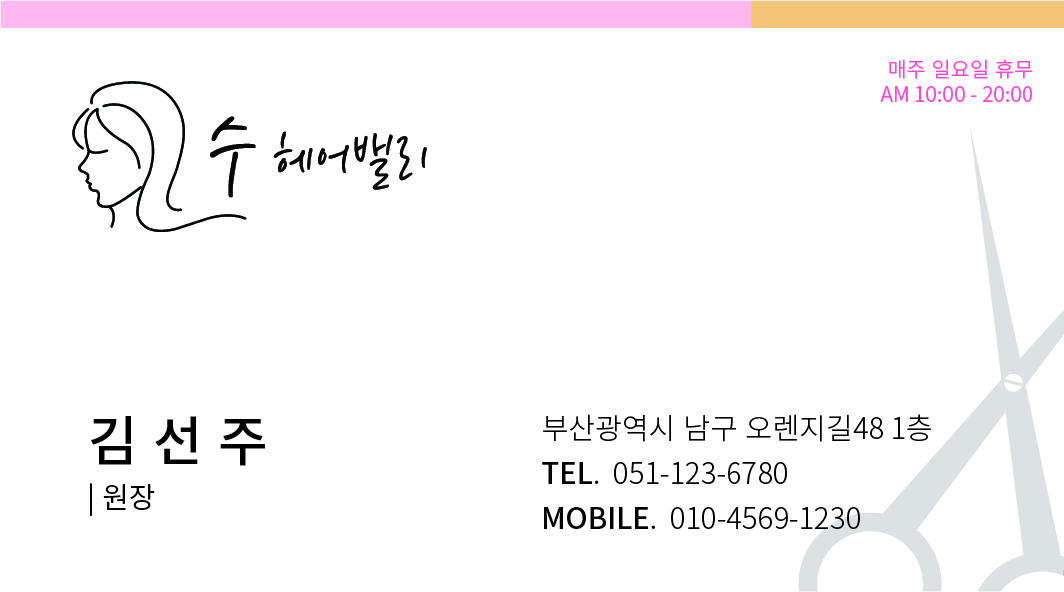 매주 일요일 휴무
AM 10:00 - 20:00
수 헤어밸리
김 선 주
| 원장
부산광역시 남구 오렌지길48 1층
TEL. 051-123-6780
MOBILE. 010-4569-1230